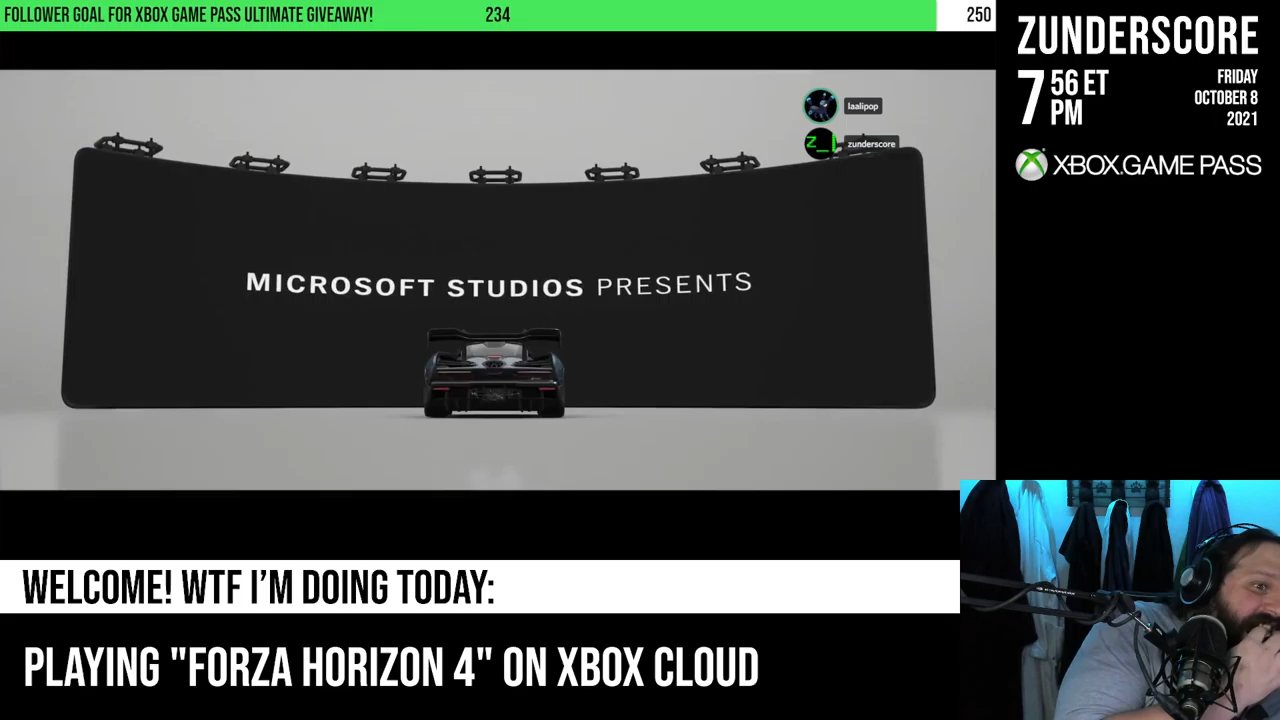 FOLLOWER GOAL FOR XBOX GAME PASS ULTIMATE GIVEAWAY! 234 250
ZUNDERSCORE
7 56 ET PM
FRIDAY
OCTOBER 8
2021
XBOX GAME PASS
laalipop
z_
zunderscore
MICROSOFT STUDIOS PRESENTS
WELCOME! WTF I'M DOING TODAY:
PLAYING "FORZA HORIZON 4" ON XBOX CLOUD